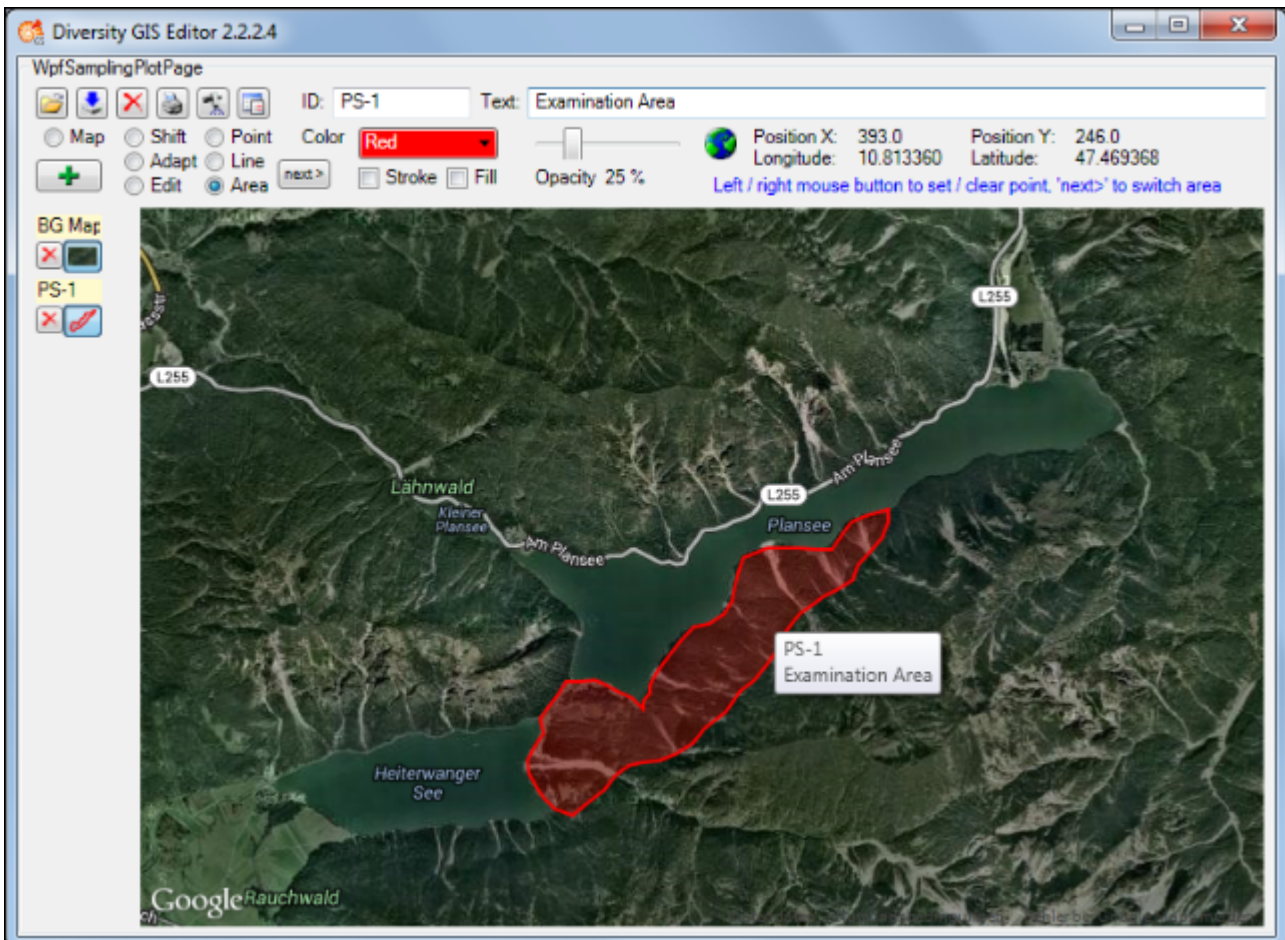 Diversity GIS Editor 2.2.2.4
WpfSamplingPlotPage
ID: PS-1 Text: Examination Area
Map Shift Point Color Red Position X: 393.0 Position Y: 246.0
Adapt Line next > Longitude: 10.813360 Latitude: 47.469368
Edit Area Stroke Fill Opacity 25 % Left / right mouse button to set / clear point, 'next>' to switch area
BG Map
PS-1
L255
L255
Lähnwald
Kleiner
Plansee
Am Plansee
L255
Am Plansee
Plansee
PS-1
Examination Area
Heiterwanger
See
Google
Rauchwald